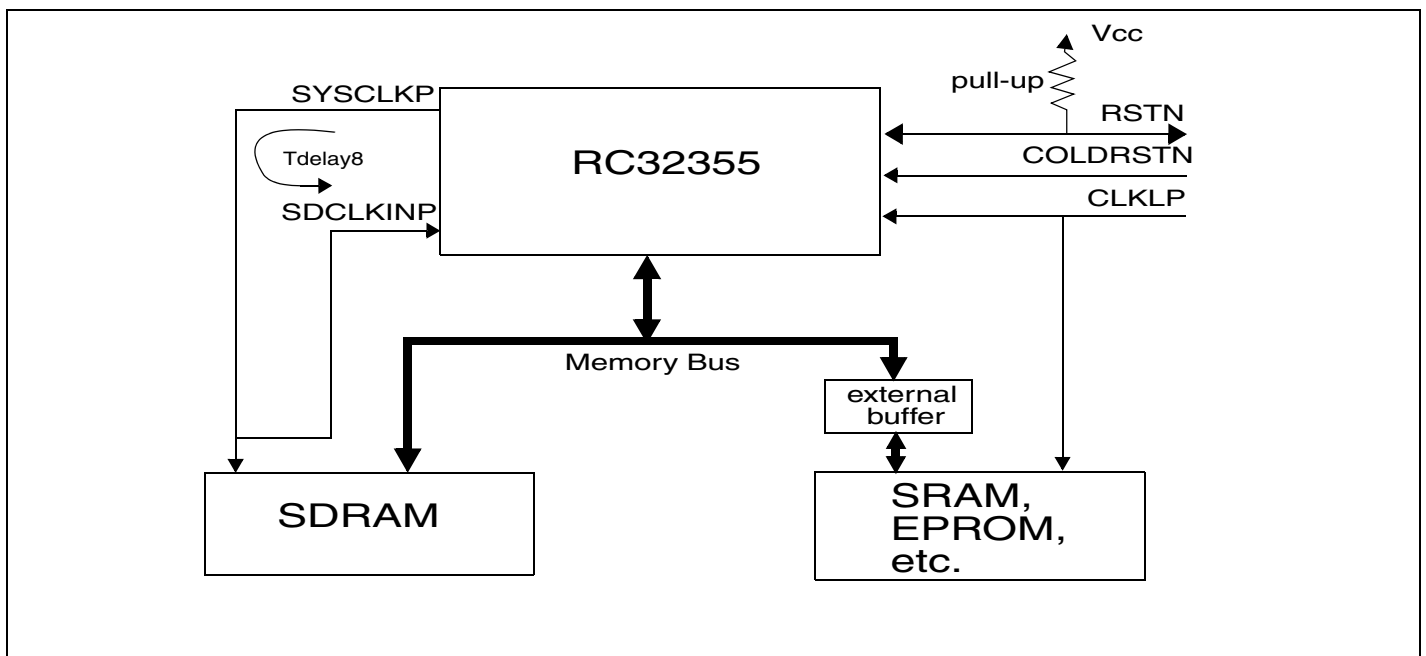 Vcc
pull-up
SYSCLKP
RSTN
Tdelay8
RC32355
COLDRSTN
CLKLP
SDCLKINP
Memory Bus
external
buffer
SDRAM
SRAM,
EPROM,
etc.